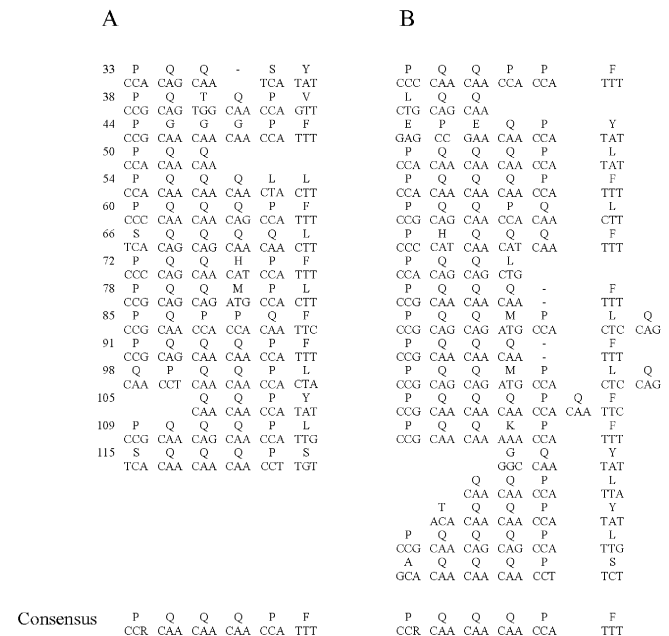 A B
33 P Q Q - S Y P Q Q P P F
CCA CAG CAA TCA TAT CCC CAA CAA CCA CCA TTT
38 P Q T Q P V L Q Q
CCG CAG TGG CAA CCA GTT CTG CAG CAA
44 P G G G P F E P E Q P Y
CCG CAA CAA CAA CCA TTT GAG CC GAA CAA CCA TAT
50 P Q Q P Q Q Q P L
CCA CAA CAA CCA CAA CAA CAA CCA TAT
54 P Q Q Q L L P Q Q Q P F
CCA CAA CAA CAA CTA CTT CCA CAA CAA CAA CCA TTT
60 P Q Q Q P F P Q Q P Q L
CCC CAA CAA CAG CCA TTT CCG CAG CAA CCA CAA CTT
66 S Q Q Q Q L P H Q Q Q F
TCA CAG CAG CAA CAA CTT CCC CAT CAA CAT CAA TTT
72 P Q Q H P F P Q Q L
CCC CAG CAA CAT CCA TTT CCA CAG CAG CTG
78 P Q Q M P L P Q Q Q - F
CCG CAG CAG ATG CCA CTT CCG CAA CAA CAA - TTT
85 P Q P P Q F P Q Q M P L Q
CCG CAA CCA CCA CAA TTC CCG CAG CAG ATG CCA CTC CAG
91 P Q Q Q P F P Q Q Q - F
CCG CAG CAA CAA CCA TTT CCG CAA CAA CAA - TTT
98 Q P Q Q P L P Q Q M P L Q
CAA CCT CAA CAA CCA CTA CCG CAG CAG ATG CCA CTC CAG
105 Q Q P Y P Q Q Q P Q F
CAA CAA CCA TAT CCG CAA CAA CAA CCA CAA TTC
109 P Q Q Q P L P Q Q K P F
CCG CAA CAG CAA CCA TTG CCG CAA CAA AAA CCA TTT
115 S Q Q Q P S G Q Y
TCA CAA CAA CAA CCT TGT GGC CAA TAT
Q Q P L
CAA CAA CCA TTA
T Q Q P Y
ACA CAA CAA CCA TAT
P Q Q Q P L
CCG CAA CAG CAG CCA TTG
A Q Q Q P S
GCA CAA CAA CAA CCT TCT
Consensus P Q Q Q P F P Q Q Q P F
CCR CAA CAA CAA CCA TTT CCR CAA CAA CAA CCA TTT